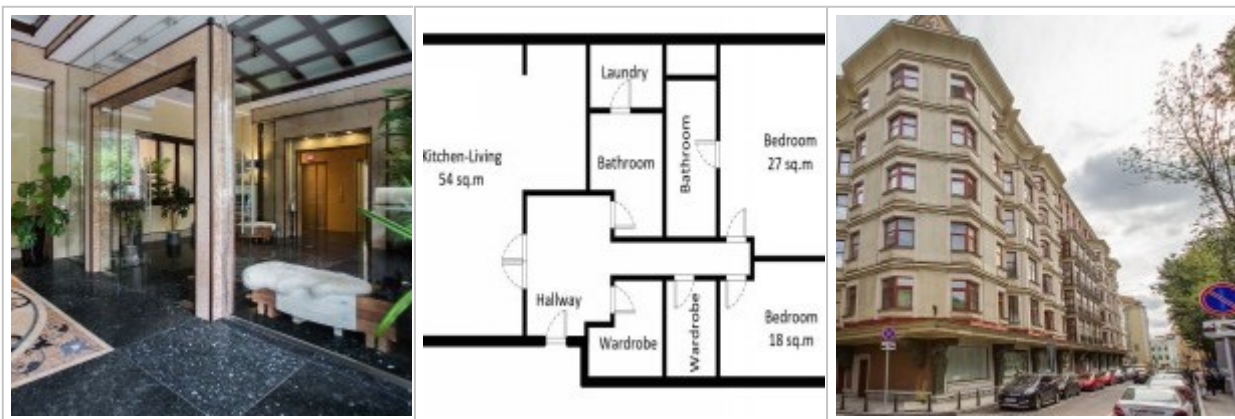 Laundry
Kitchen-Living
54 sq.m
Bathroom
Bathroom
Bedroom
27 sq.m
Hallway
Wardrobe
Wardrobe
Bedroom
18 sq.m